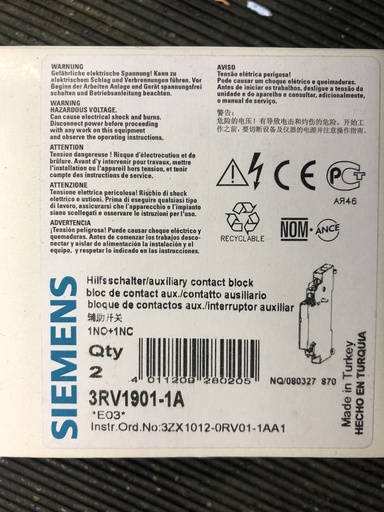 WARNUNG
Gefährliche elektrische Spannung! Kann zu
elektrischem Schlag und Verbrennungen führen. Vor
Beginn der Arbeiten Anlage und Gerät spannungsfrei
schalten und Betriebsanleitung beachten.
WARNING
HAZARDOUS VOLTAGE.
Can cause electrical shock and burns.
Disconnect power before proceeding
with any work on this equipment
and observe the operating instructions.
ATTENTION
Tension dangereuse ! Risque d'électrocution et de
brûlure. Avant d'y intervenir pour travaux, mettre
l'installation ou l'appareil hors tension, et tenir
compte des instructions de service.
ATTENZIONE
Tensione elettrica pericolosa! Rischio di shock
elettrico e ustioni. Prima di eseguire qualsiasi tipo
di lavoro, assicurarsi che l'apparecchio e l'impianto
siano scollegati o osservare le istruzioni per l'uso.
ADVERTENCIA
¡Tensión peligrosa! Puede causar choque eléctrico y
quemaduras. Antes de comenzar los trabajos desco-
nectar y aislar de alimentación la instalación y el
equipo, y respetar lo indicado en las instrucciones.
AVISO
Tensão elétrica perigosa!
Pode causar um choque elétrico e queimaduras.
Antes de iniciar os trabalhos, desligue a tensão da
unidade e do aparelho e consultar, adicionalmente,
o manual de serviço.
警告:
危险的电压! 有导致电击和灼伤的危险。开始工
作之前,要切断设备及仪器的电源并注意操作指南。
CE
PCT
АЯ46
RECYCLABLE
NOM-ANCE
SIEMENS
Hilfsschalter/auxiliary contact block
bloc de contact aux./contatto ausiliario
bloque de contactos aux./interruptor auxiliar
辅助开关
1NO+1NC
Qty
2
4 011209 280205
NQ/080327 870
3RV1901-1A
*E03*
Instr.Ord.No:3ZX1012-0RV01-1AA1
Made in Turkey
HECHO EN TURQUIA